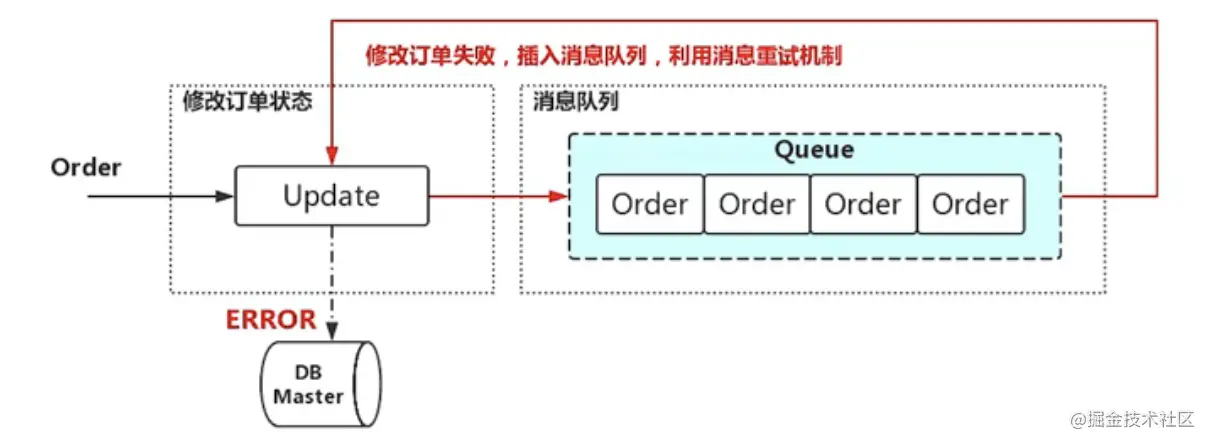 修改订单失败，插入消息队列，利用消息重试机制
修改订单状态
消息队列
Order
Update
Queue
Order Order Order Order
ERROR
DB
Master
@掘金技术社区